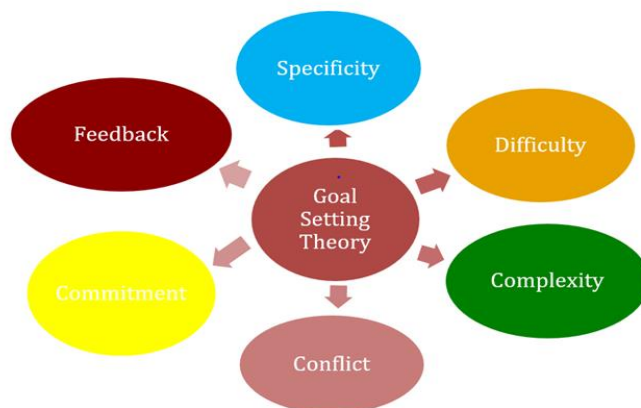 Specificity
Feedback
Difficulty
Goal
Setting
Theory
Commitment
Complexity
Conflict